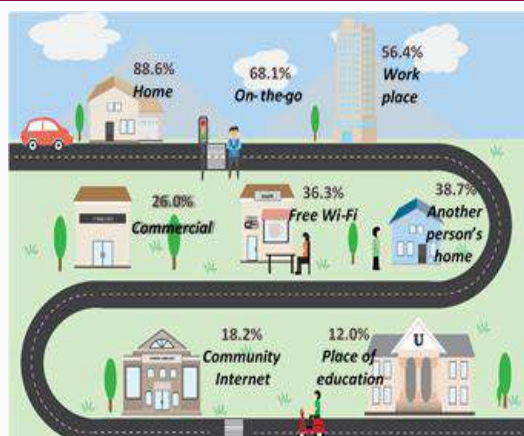 88.6%
Home
68.1%
On-the-go
56.4%
Work
place
26.0%
Commercial
36.3%
Free Wi-Fi
38.7%
Another
person's
home
18.2%
Community
Internet
12.0%
Place of
education
U